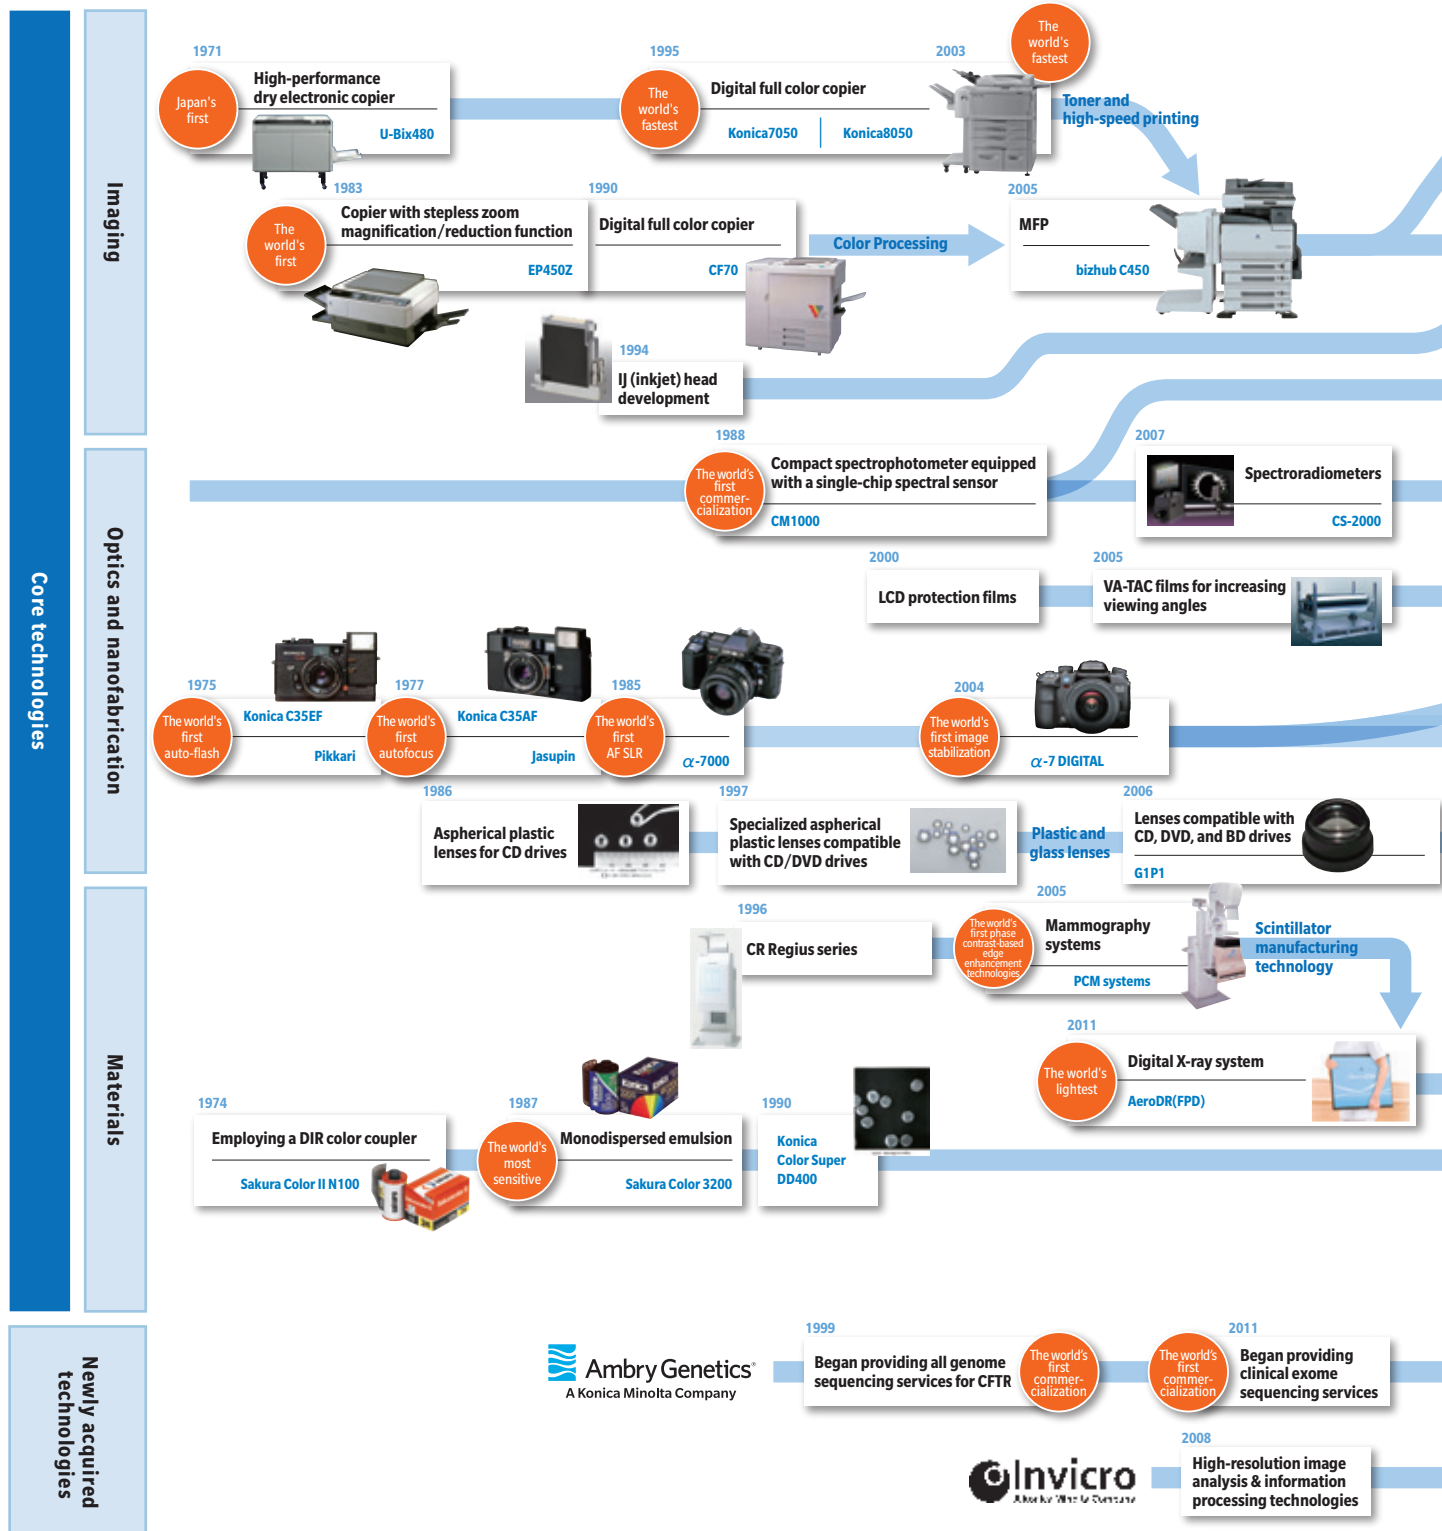 Core technologies
Imaging
1971
Japan's
first
High-performance
dry electronic copier
U-Bix480
1995
The
world's
fastest
Digital full color copier
Konica7050
Konica8050
2003
The
world's
fastest
Toner and
high-speed printing
1983
The
world's
first
Copier with stepless zoom
magnification/reduction function
EP450Z
1990
Digital full color copier
CF70
Color Processing
2005
MFP
bizhub C450
1994
IJ (inkjet) head
development
Optics and nanofabrication
1988
The world's
first
commer-
cialization
Compact spectrophotometer equipped
with a single-chip spectral sensor
CM1000
2007
Spectroradiometers
CS-2000
2000
LCD protection films
2005
VA-TAC films for increasing
viewing angles
1975
The world's
first
auto-flash
Konica C35EF
Pikkari
1977
The world's
first
autofocus
Konica C35AF
Jasupin
1985
The world's
first
AF SLR
α-7000
2004
The world's
first image
stabilization
α-7 DIGITAL
1986
Aspherical plastic
lenses for CD drives
1997
Specialized aspherical
plastic lenses compatible
with CD/DVD drives
Plastic and
glass lenses
2006
Lenses compatible with
CD, DVD, and BD drives
G1P1
Materials
1996
CR Regius series
2005
The world's
first phase
contrast-based
edge
enhancement
technologies
Mammography
systems
PCM systems
Scintillator
manufacturing
technology
2011
The world's
lightest
Digital X-ray system
AeroDR(FPD)
1974
Employing a DIR color coupler
Sakura Color II N100
1987
The world's
most
sensitive
Monodispersed emulsion
Sakura Color 3200
Konica
1990
Konica
Color Super
DD400
Newly acquired
technologies
Ambry Genetics®
A Konica Minolta Company
1999
Began providing all genome
sequencing services for CFTR
The world's
first
commer-
cialization
2011
The world's
first
commer-
cialization
Began providing
clinical exome
sequencing services
Invicro
A Konica Minolta Company
2008
High-resolution image
analysis & information
processing technologies